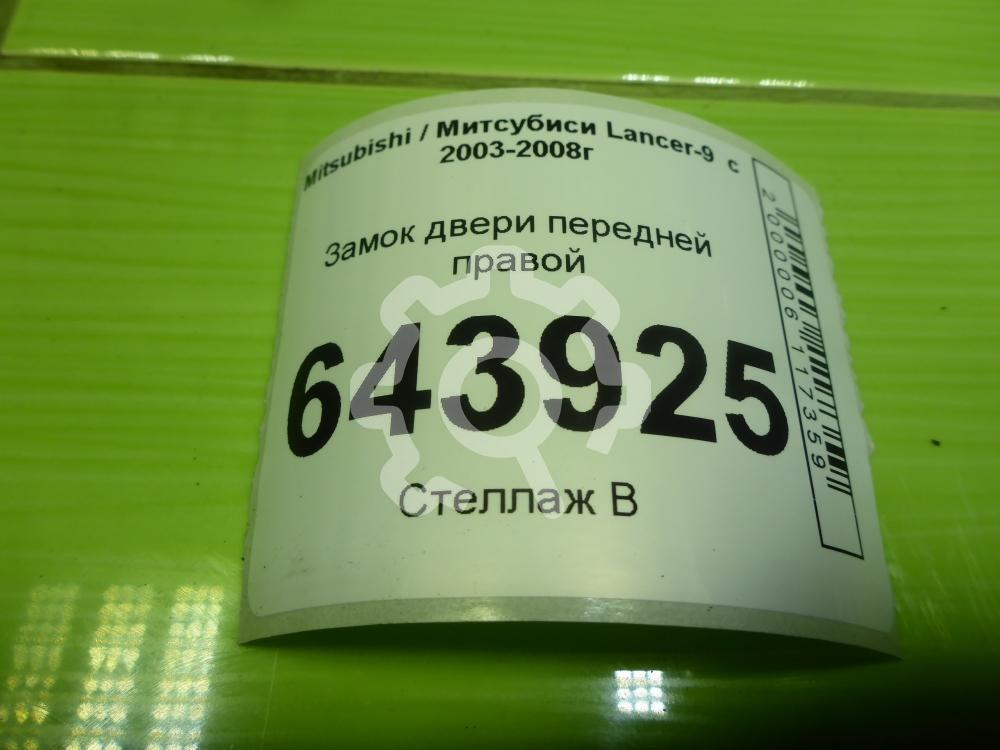 Mitsubishi / Митсубиси Lancer-9 с
2003-2008г
Замок двери передней
правой
643925
Стеллаж В
2000006117359